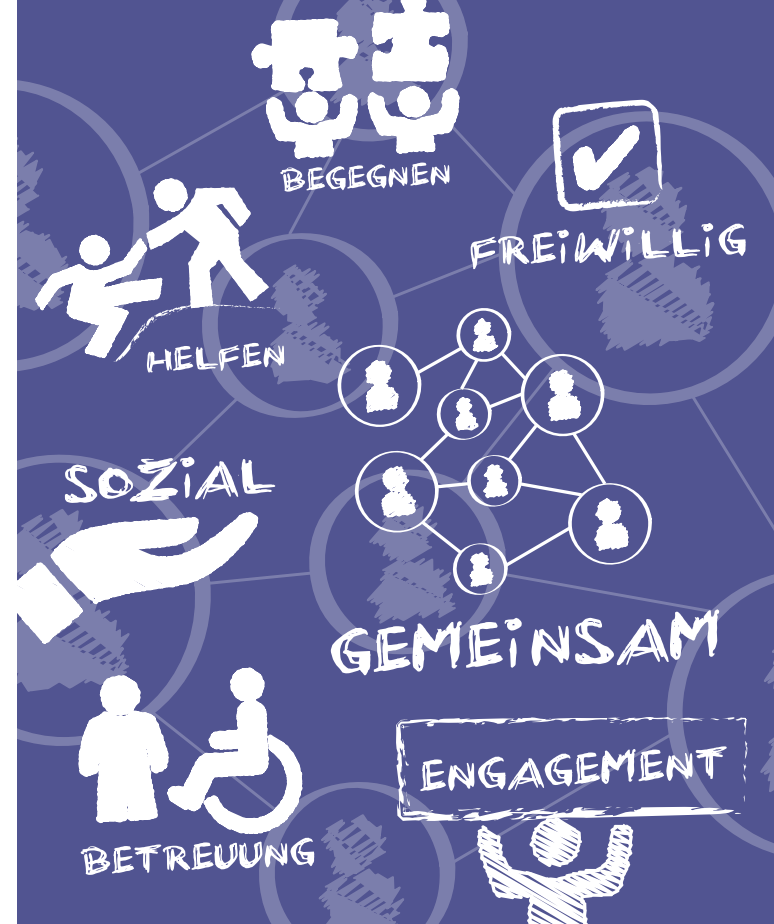 BEGEGNEN
FREiWiLLiG
HELFEN
SOZiAL
GEMEiNSAM
ENGAGEMENT
BETREUUNG